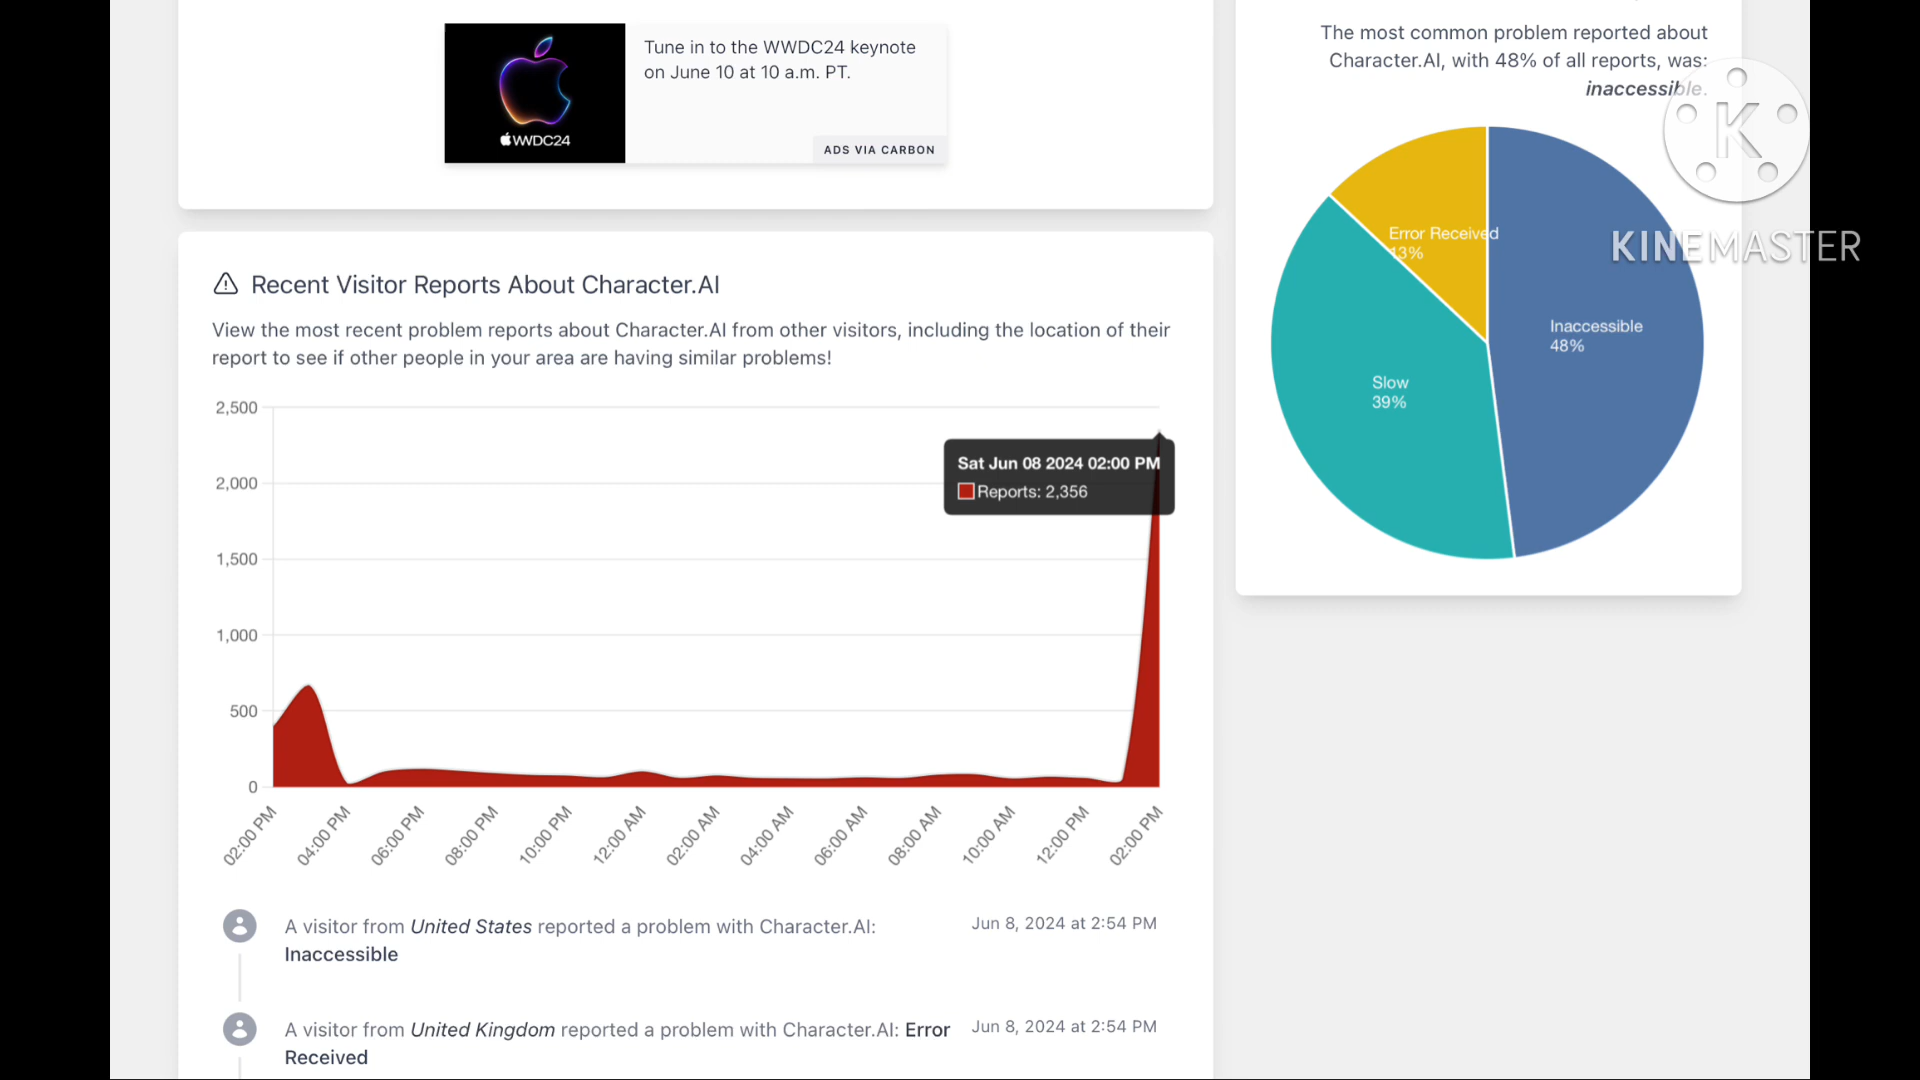 Tune in to the WWDC24 keynote
on June 10 at 10 a.m. PT.
WWDC24
ADS VIA CARBON
Recent Visitor Reports About Character.AI
View the most recent problem reports about Character.AI from other visitors, including the location of their
report to see if other people in your area are having similar problems!
2,500
2,000
1,500
1,000
500
0
Sat Jun 08 2024 02:00 PM
Reports: 2,356
02:00 PM
04:00 PM
06:00 PM
08:00 PM
10:00 PM
12:00 AM
02:00 AM
04:00 AM
06:00 AM
08:00 AM
10:00 AM
12:00 PM
02:00 PM
A visitor from United States reported a problem with Character.AI:
Inaccessible
Jun 8, 2024 at 2:54 PM
A visitor from United Kingdom reported a problem with Character.AI: Error
Received
Jun 8, 2024 at 2:54 PM
The most common problem reported about
Character.AI, with 48% of all reports, was:
inaccessible.
Error Received
13%
Inaccessible
48%
Slow
39%
K
KINEMASTER